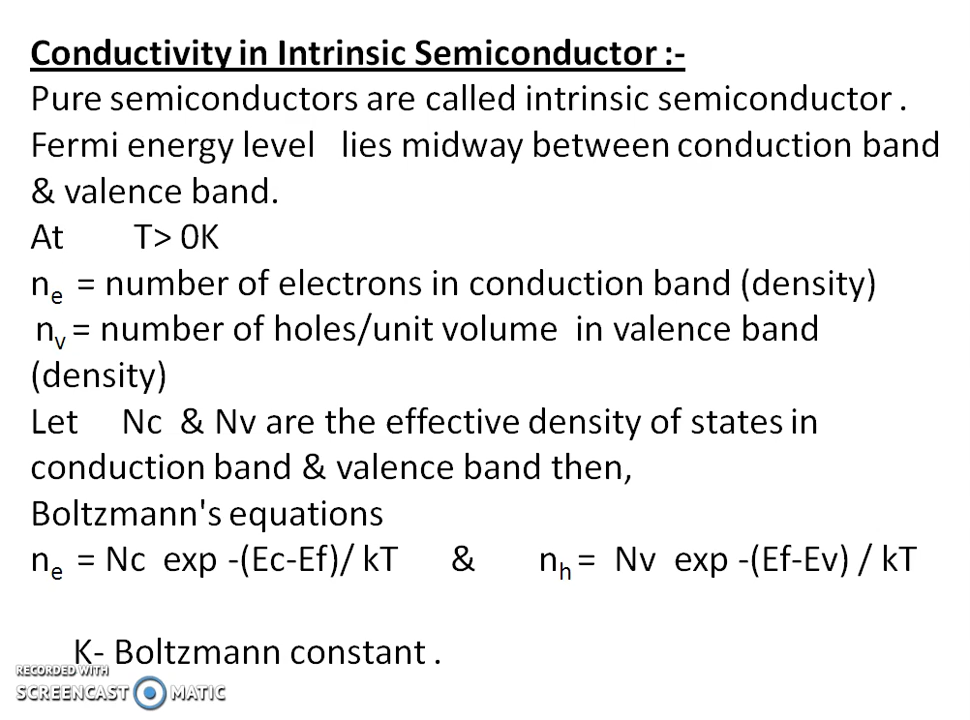 Conductivity in Intrinsic Semiconductor :-
Pure semiconductors are called intrinsic semiconductor .
Fermi energy level lies midway between conduction band
& valence band.
At T> 0K
nₑ = number of electrons in conduction band (density)
nᵥ = number of holes/unit volume in valence band
(density)
Let Nc & Nv are the effective density of states in
conduction band & valence band then,
Boltzmann's equations
nₑ = Nc exp -(Ec-Ef)/ kT & nₕ = Nv exp -(Ef-Ev) / kT
K- Boltzmann constant .
RECORDED WITH
SCREENCAST MATIC